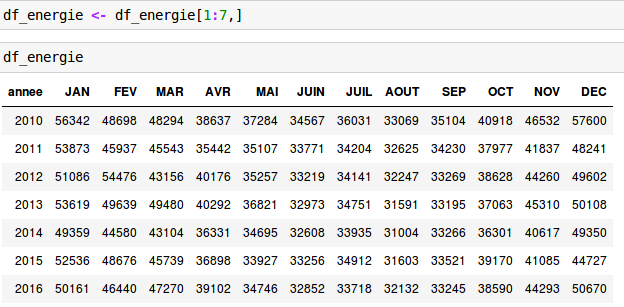 df_energie <- df_energie[1:7,]
df_energie
annee JAN FEV MAR AVR MAI JUIN JUIL AOUT SEP OCT NOV DEC
2010 56342 48698 48294 38637 37284 34567 36031 33069 35104 40918 46532 57600
2011 53873 45937 45543 35442 35107 33771 34204 32625 34230 37977 41837 48241
2012 51086 54476 43156 40176 35257 33219 34141 32247 33269 38628 44260 49602
2013 53619 49639 49480 40292 36821 32973 34751 31591 33195 37063 45310 50108
2014 49359 44580 43104 36331 34695 32608 33935 31004 33266 36301 40617 49350
2015 52536 48676 45739 36898 33927 33256 34912 31603 33521 39170 41085 44727
2016 50161 46440 47270 39102 34746 32852 33718 32132 33245 38590 44293 50670